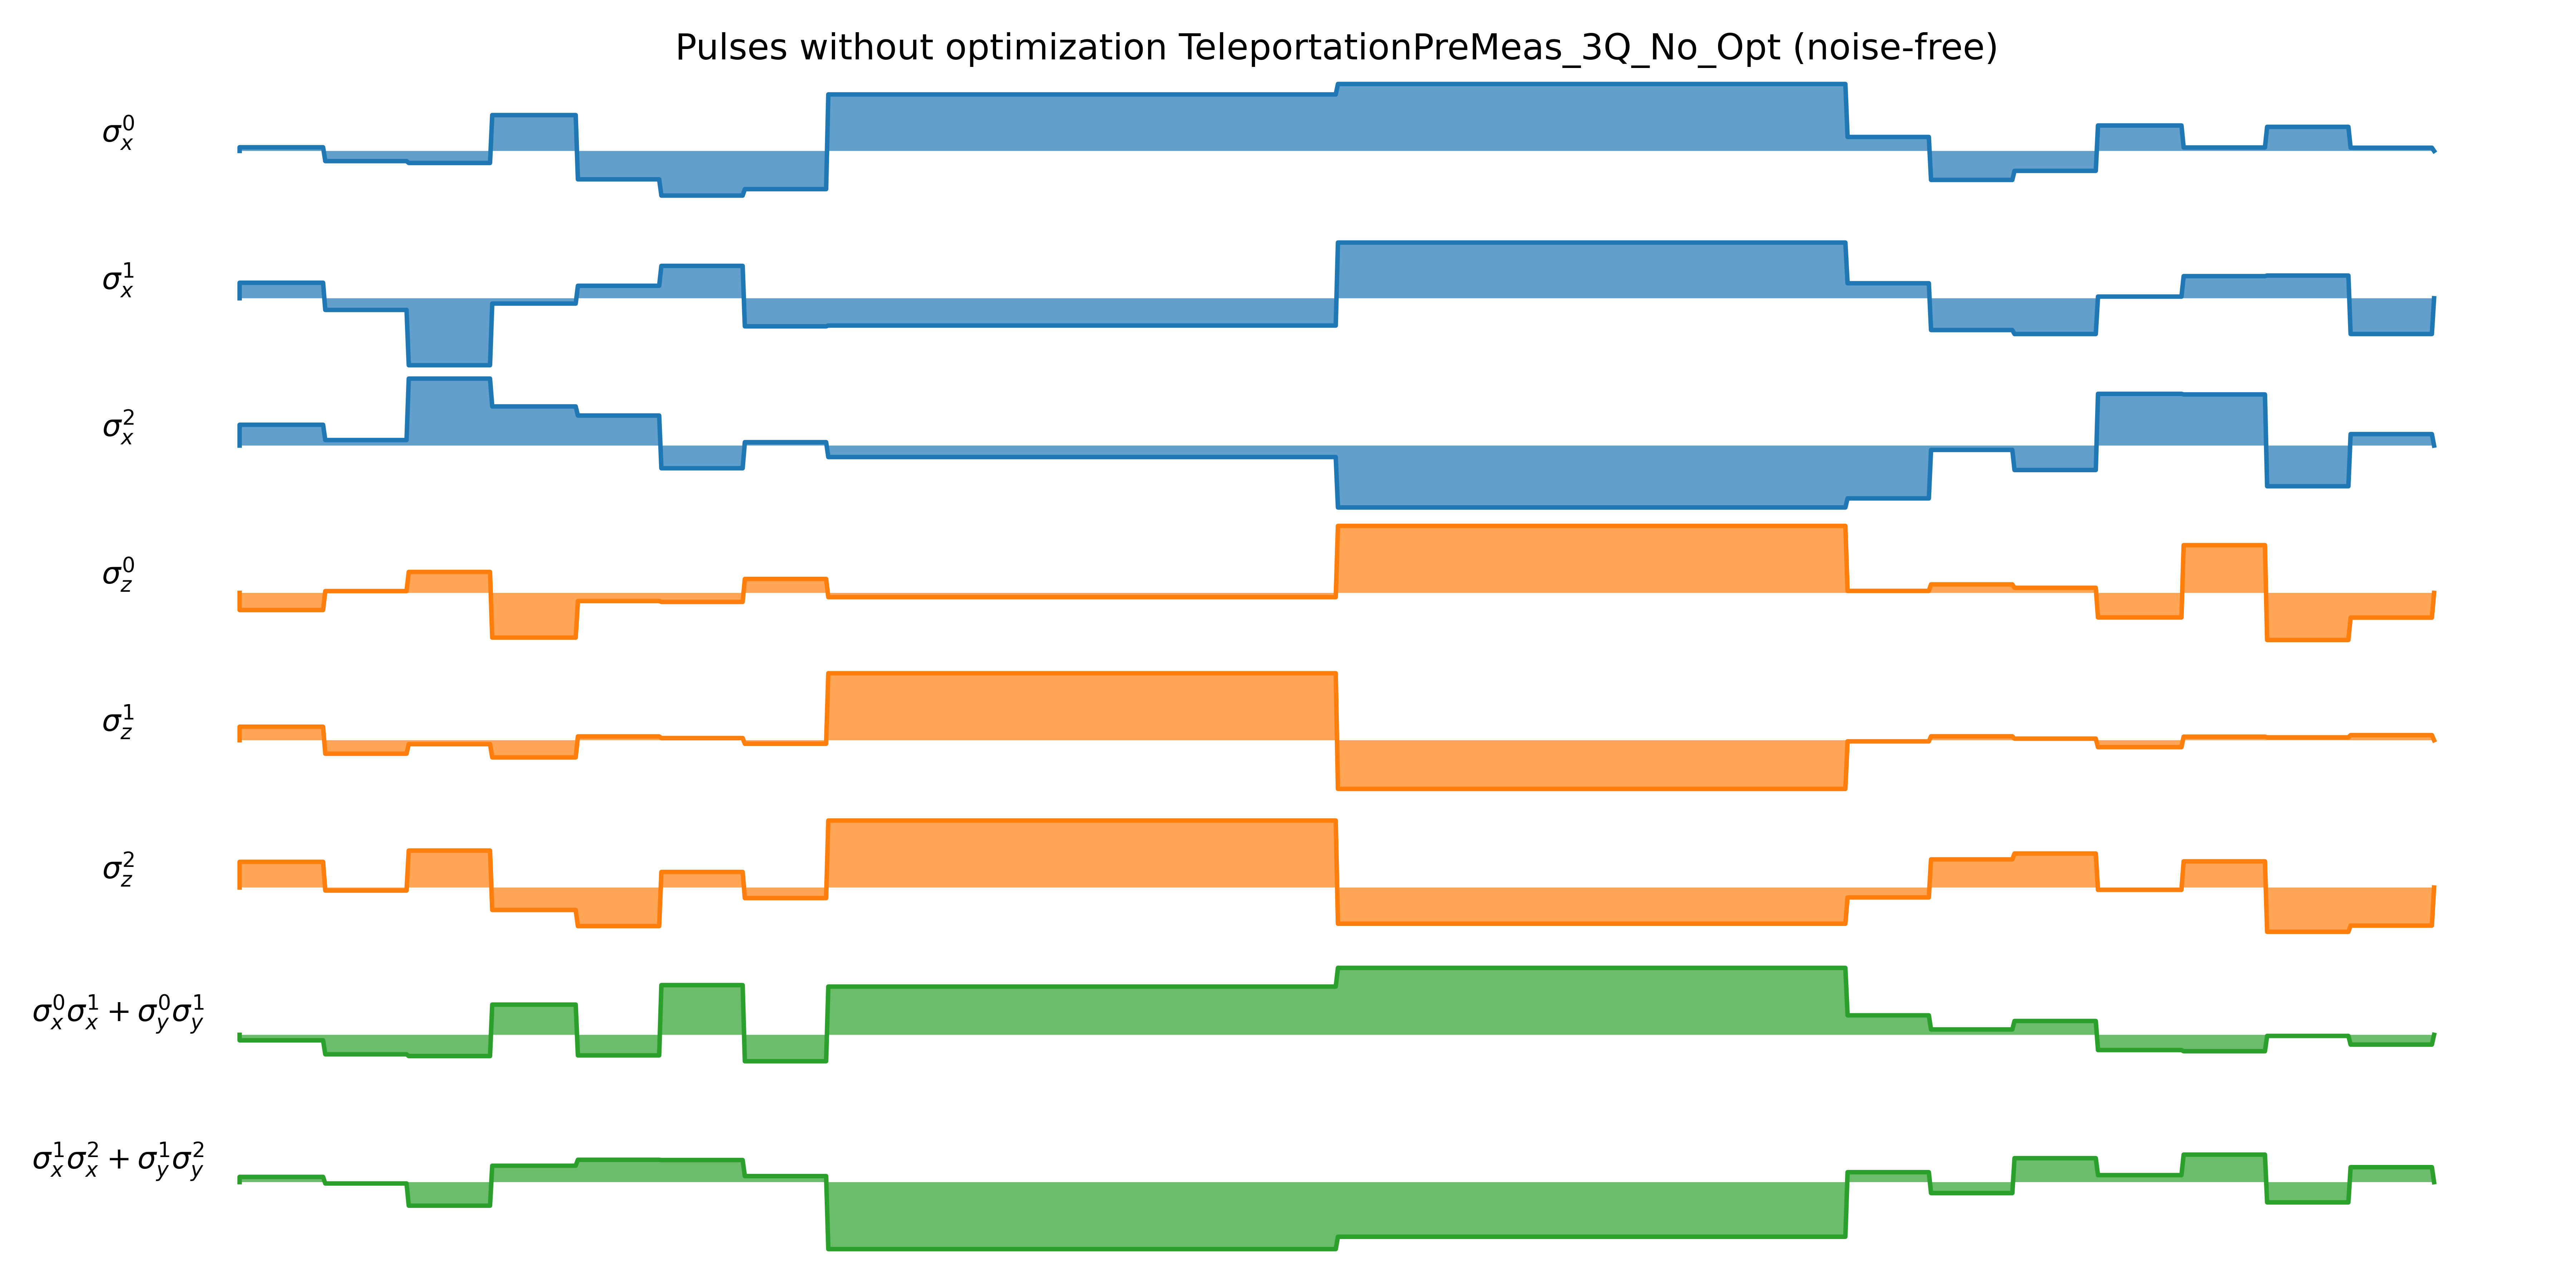 Pulses without optimization TeleportationPreMeas_3Q_No_Opt (noise-free)
σ_x^0
σ_x^1
σ_x^2
σ_z^0
σ_z^1
σ_z^2
σ_x^0σ_x^1 + σ_y^0σ_y^1
σ_x^1σ_x^2 + σ_y^1σ_y^2